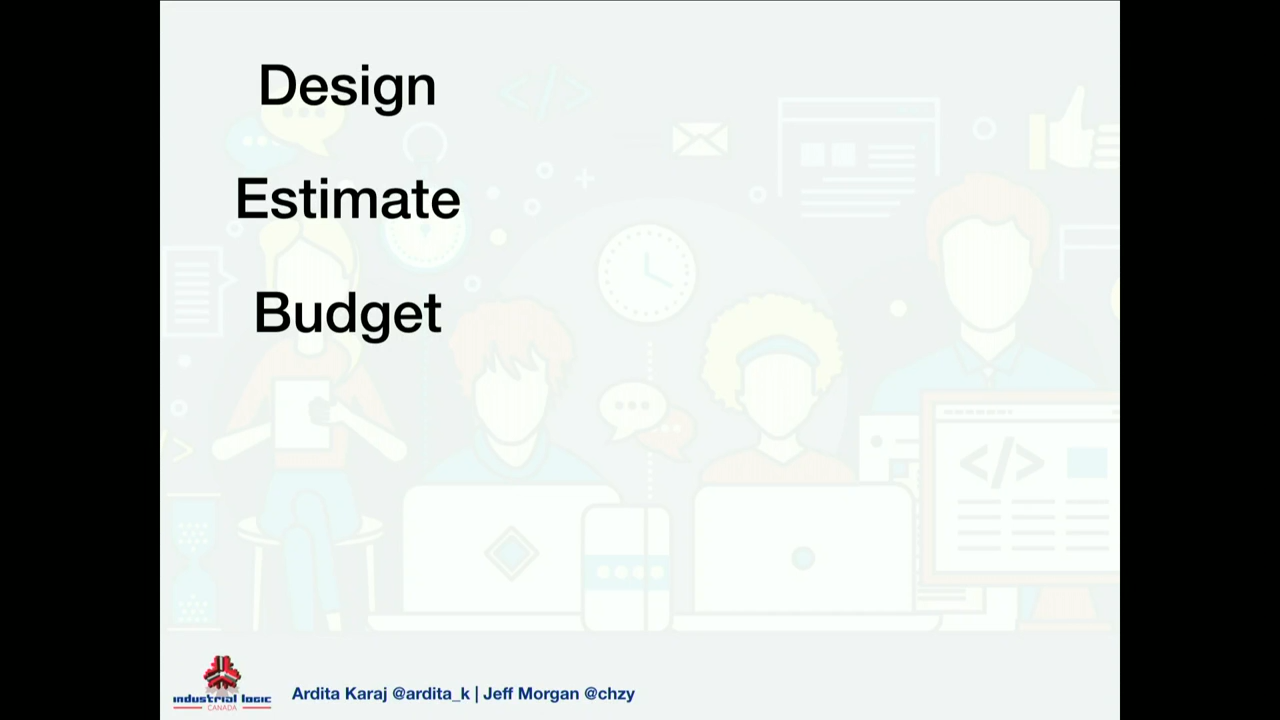 Design
Estimate
Budget
industrial logic
CANADA
Ardita Karaj @ardita_k | Jeff Morgan @chzy